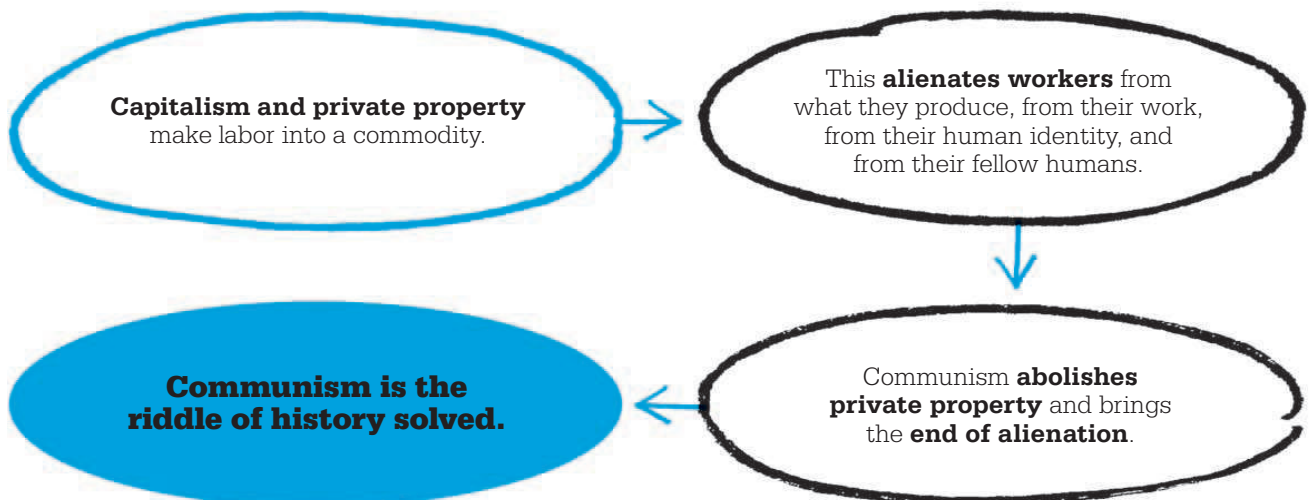 Capitalism and private property
make labor into a commodity.
This alienates workers from
what they produce, from their work,
from their human identity, and
from their fellow humans.
Communism abolishes
private property and brings
the end of alienation.
Communism is the
riddle of history solved.